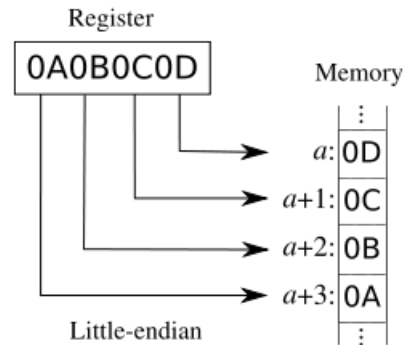 Register
0A0B0C0D
Memory
⋮
a: 0D
a+1: 0C
a+2: 0B
a+3: 0A
⋮
Little-endian